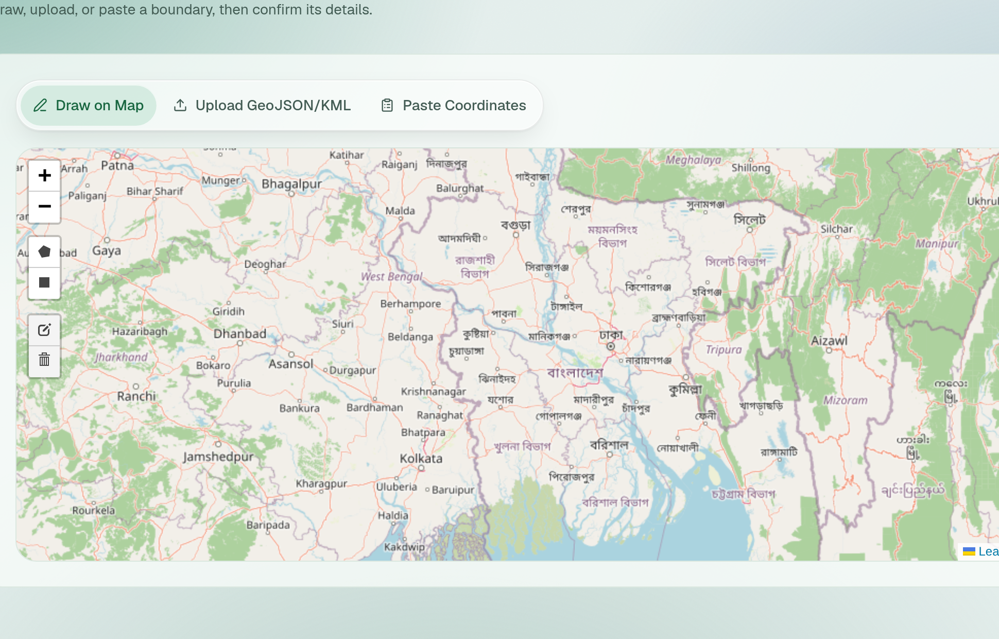 raw, upload, or paste a boundary, then confirm its details.
Draw on Map
Upload GeoJSON/KML
Paste Coordinates
Katihar
Arrah
Patna
Raiganj
দিনাজপুর
Meghalaya
Shillong
+
Munger
Bhagalpur
গাইবান্ধা
Paliganj
Bihar Sharif
Balurghat
Ukhrul
−
Malda
শেরপুর
সুনামগঞ্জ
বগুড়া
সিলেট
Silchar
ময়মনসিংহ
বিভাগ
আদমদিঘী
Manipur
Gaya
bad
Deoghar
রাজশাহী
বিভাগ
সিলেট বিভাগ
সিরাজগঞ্জ
West Bengal
কিশোরগঞ্জ
হবিগঞ্জ
Berhampore
টাঙ্গাইল
Giridih
পাবনা
ব্রাহ্মণবাড়িয়া
Siuri
Hazaribagh
Dhanbad
Beldanga
কুষ্টিয়া
মানিকগঞ্জ
ঢাকা
Aizawl
Jharkhand
চুয়াডাঙ্গা
Tripura
Bokaro
Asansol
Durgapur
নারায়ণগঞ্জ
বাংলাদেশ
Purulia
ঝিনাইদহ
Ranchi
Krishnanagar
কুমিল্লা
ကလေး
မြို့
যশোর
মাদারীপুর
Mizoram
Bankura
Bardhaman
Ranaghat
গোপালগঞ্জ
চাঁদপুর
ফেনী
খাগড়াছড়ি
Bhatpara
ဟားခါး
မြို့
Jamshedpur
Kolkata
খুলনা বিভাগ
বরিশাল
নোয়াখালী
রাঙ্গামাটি
Kharagpur
Uluberia
Baruipur
পিরোজপুর
চট্টগ্রাম বিভাগ
ချင်းပြည်နယ်
Rourkela
Haldia
বরিশাল বিভাগ
Baripada
Kakdwip
Lea